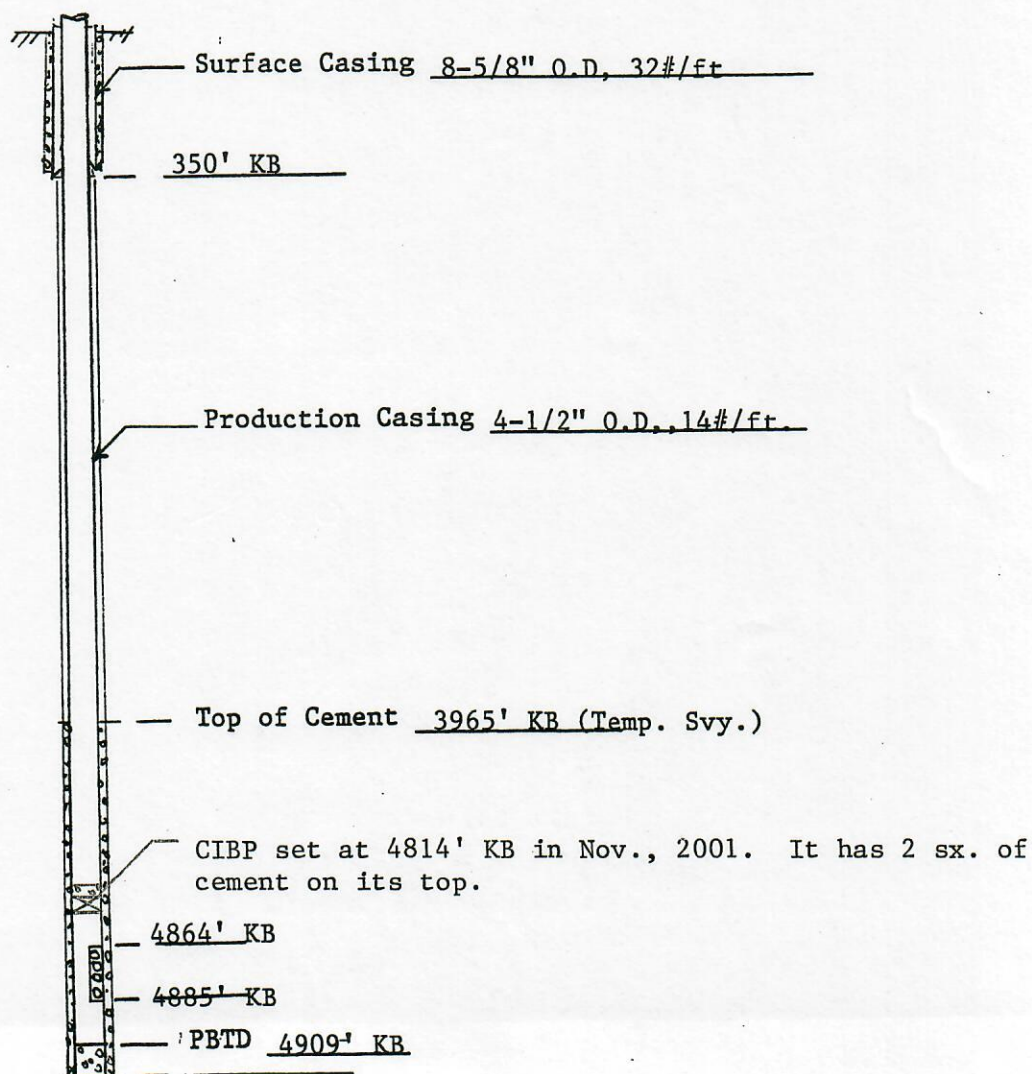 Surface Casing 8-5/8" O.D, 32#/ft
350' KB
Production Casing 4-1/2" O.D., 14#/ft.
Top of Cement 3965' KB (Temp. Svy.)
CIBP set at 4814' KB in Nov., 2001. It has 2 sx. of
cement on its top.
4864' KB
4885' KB
PBTD 4909' KB